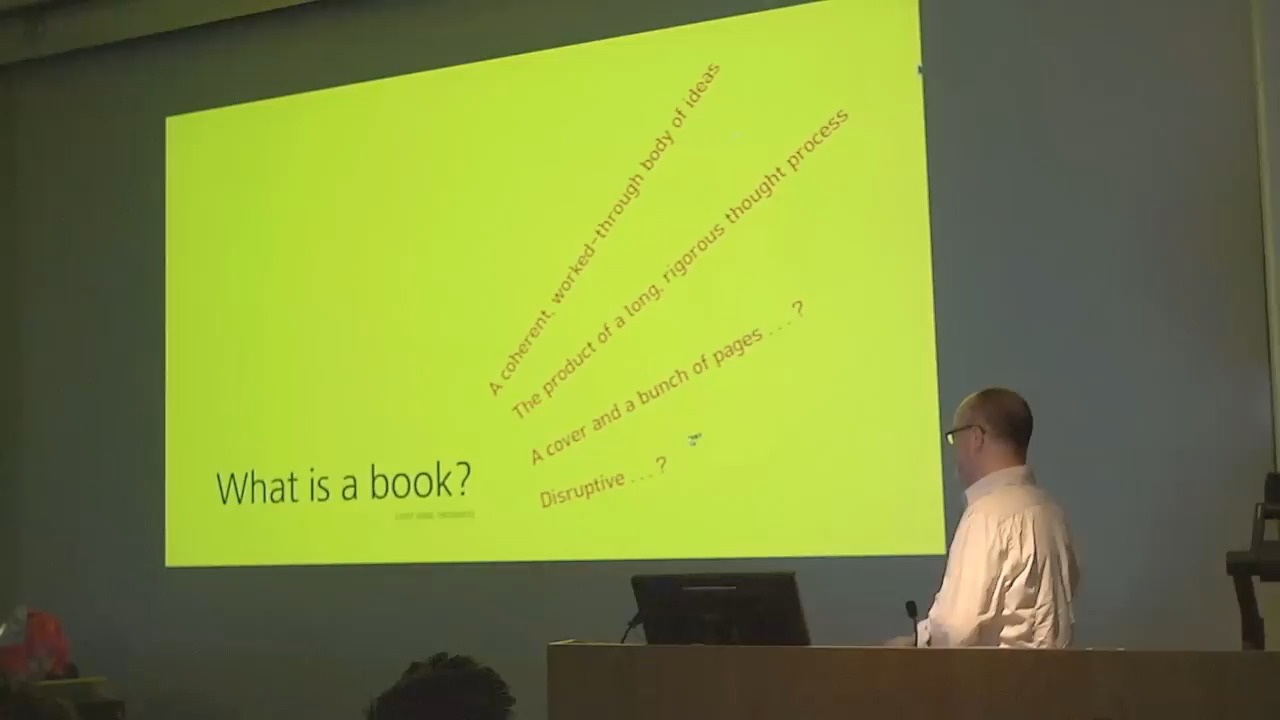 A coherent, worked-through body of ideas
The product of a long, rigorous thought process
A cover and a bunch of pages . . . ?
Disruptive . . . ?
What is a book?